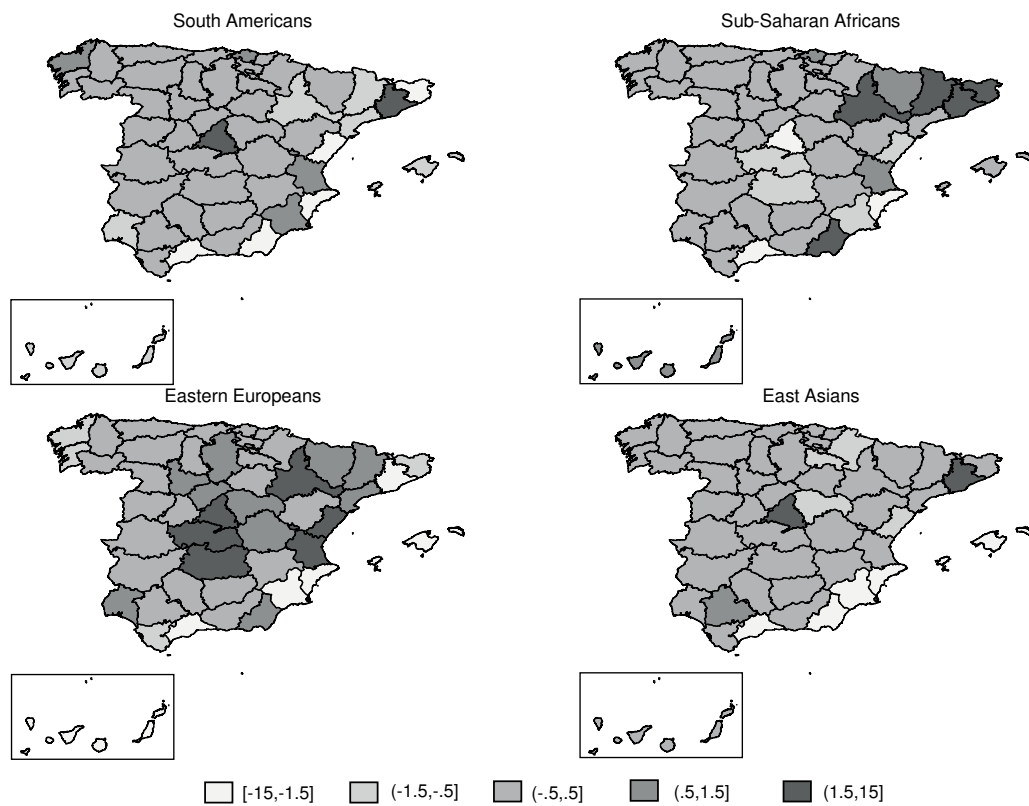 South Americans
Sub-Saharan Africans
Eastern Europeans
East Asians
[-15,-1.5]
(-1.5,-.5]
(-.5,.5]
(.5,1.5]
(1.5,15]